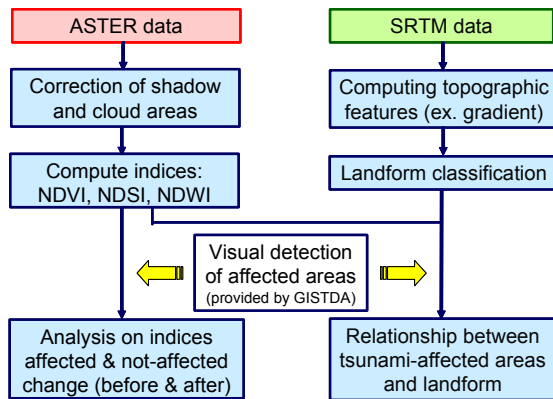 ASTER data
SRTM data
Correction of shadow
and cloud areas
Computing topographic
features (ex. gradient)
Compute indices:
NDVI, NDSI, NDWI
Landform classification
Visual detection
of affected areas
(provided by GISTDA)
Analysis on indices
affected & not-affected
change (before & after)
Relationship between
tsunami-affected areas
and landform